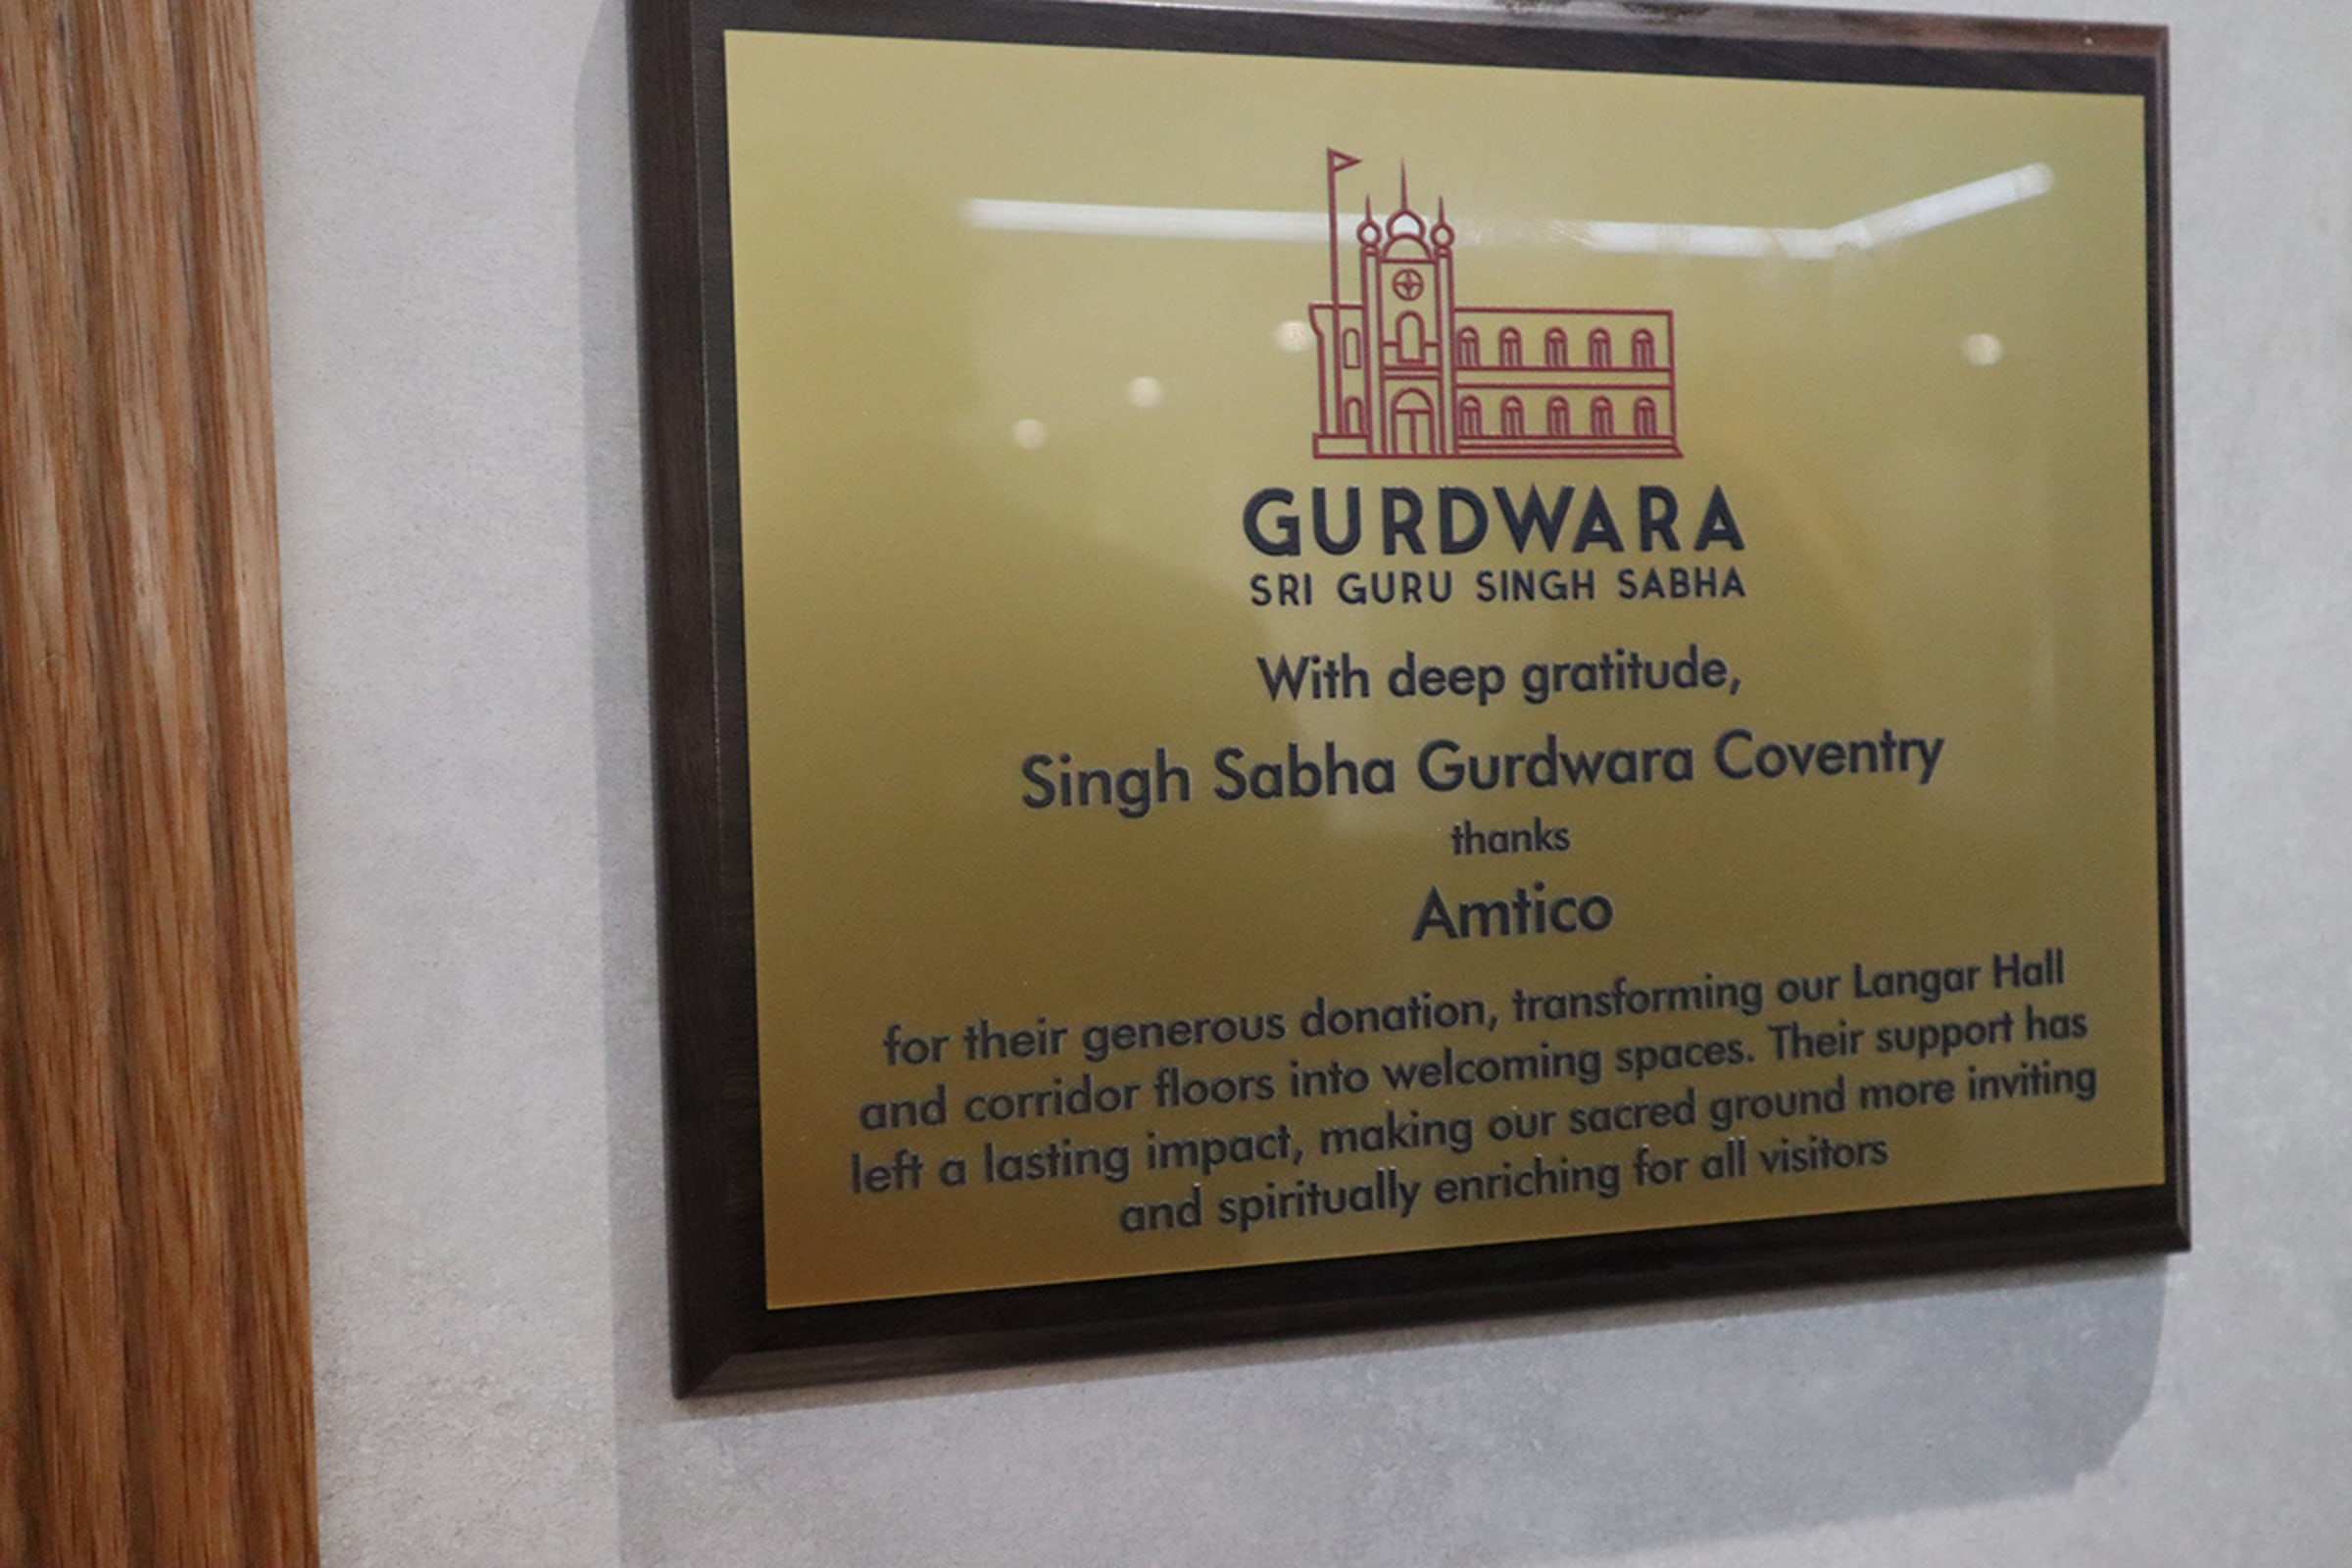 GURDWARA
SRI GURU SINGH SABHA
With deep gratitude,
Singh Sabha Gurdwara Coventry
thanks
Amtico
for their generous donation, transforming our Langar Hall
and corridor floors into welcoming spaces. Their support has
left a lasting impact, making our sacred ground more inviting
and spiritually enriching for all visitors